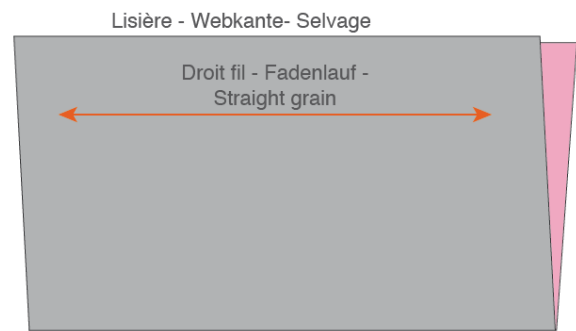 Lisière - Webkante- Selvage
Droit fil - Fadenlauf -
Straight grain